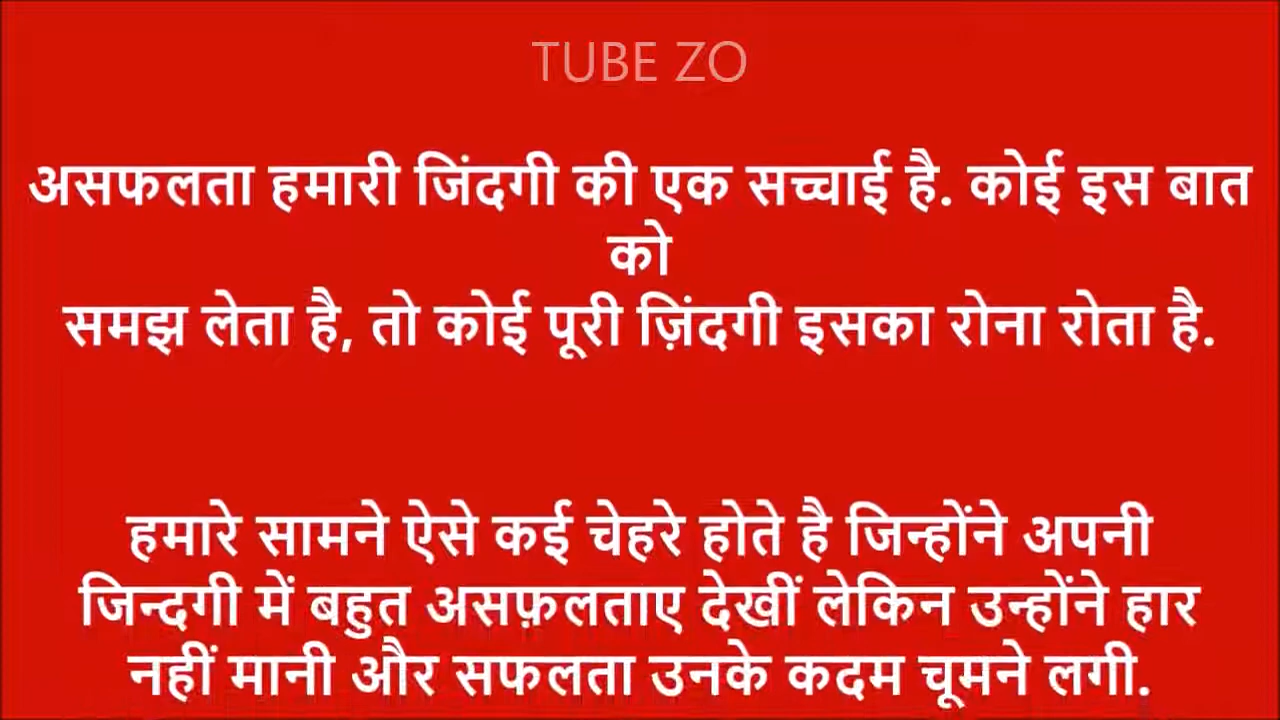 TUBE ZO
असफलता हमारी जिंदगी की एक सच्चाई है. कोई इस बात
को
समझ लेता है, तो कोई पूरी ज़िंदगी इसका रोना रोता है.
हमारे सामने ऐसे कई चेहरे होते है जिन्होंने अपनी
जिन्दगी में बहुत असफ़लताए देखीं लेकिन उन्होंने हार
नहीं मानी और सफलता उनके कदम चूमने लगी.